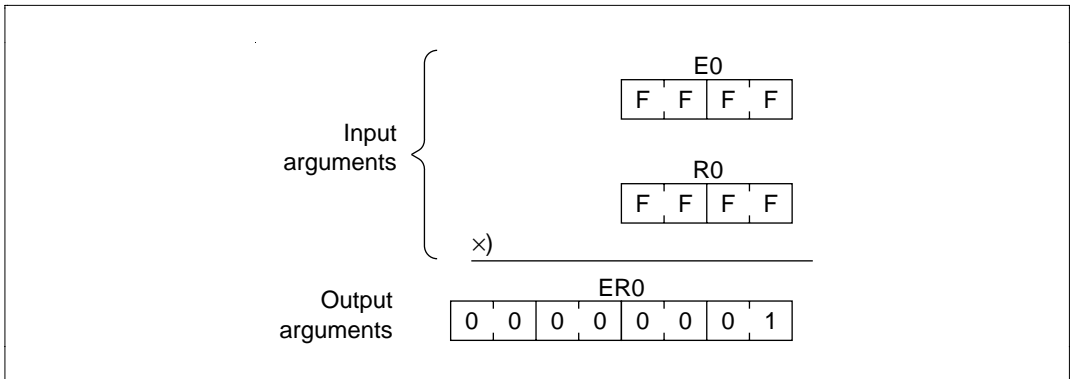 E0
F F F F
Input
arguments
R0
F F F F
×)
Output
arguments
ER0
0 0 0 0 0 0 0 1